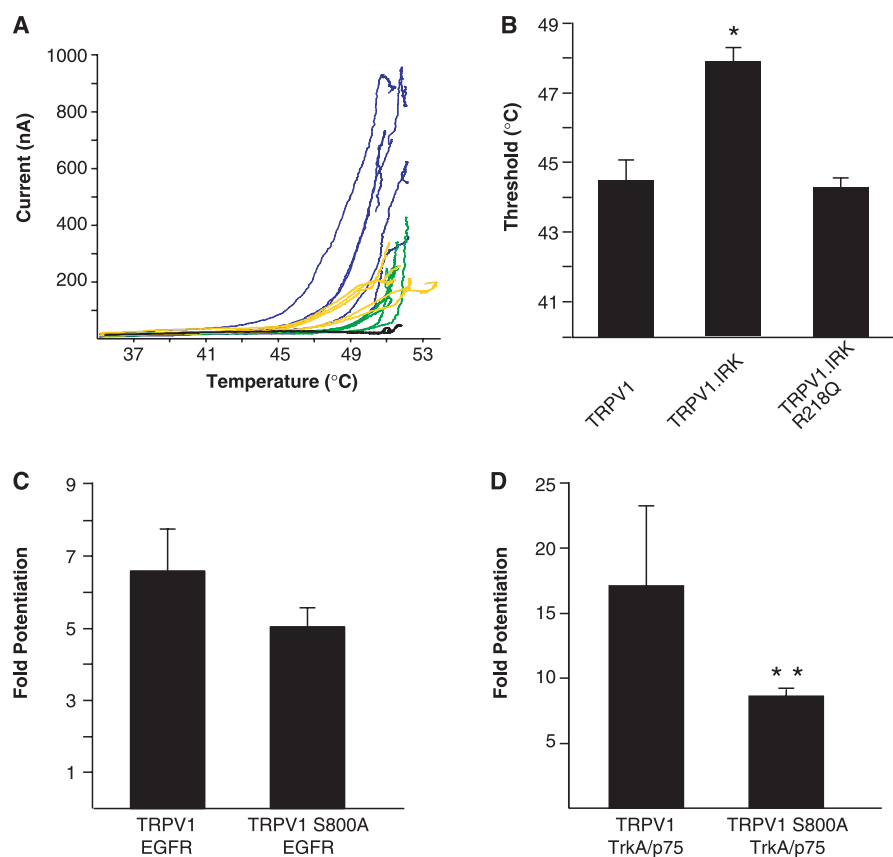 A
1000
800
600
400
200
Current (nA)
37 41 45 49 53
Temperature (°C)
B
49
47
45
43
41
Threshold (°C)
*
TRPV1
TRPV1.IRK
TRPV1.IRK
R218Q
C
9
7
5
3
1
Fold Potentiation
TRPV1
EGFR
TRPV1 S800A
EGFR
D
25
20
15
10
5
Fold Potentiation
* *
TRPV1
TrkA/p75
TRPV1 S800A
TrkA/p75